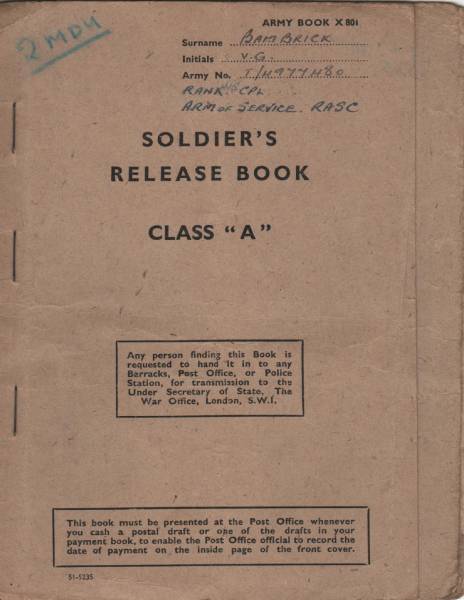 ARMY BOOK X 801
2 MDU
Surname BAMBRICK
Initials V.G.
Army No. T/14977480
RANK CPL
ARM OF SERVICE. RASC
SOLDIER'S
RELEASE BOOK
CLASS "A"
Any person finding this Book is
requested to hand it in to any
Barracks, Post Office, or Police
Station, for transmission to the
Under Secretary of State, The
War Office, London, S.W.1.
This book must be presented at the Post Office whenever
you cash a postal draft or one of the drafts in your
payment book, to enable the Post Office official to record the
date of payment on the inside page of the front cover.
51-5235